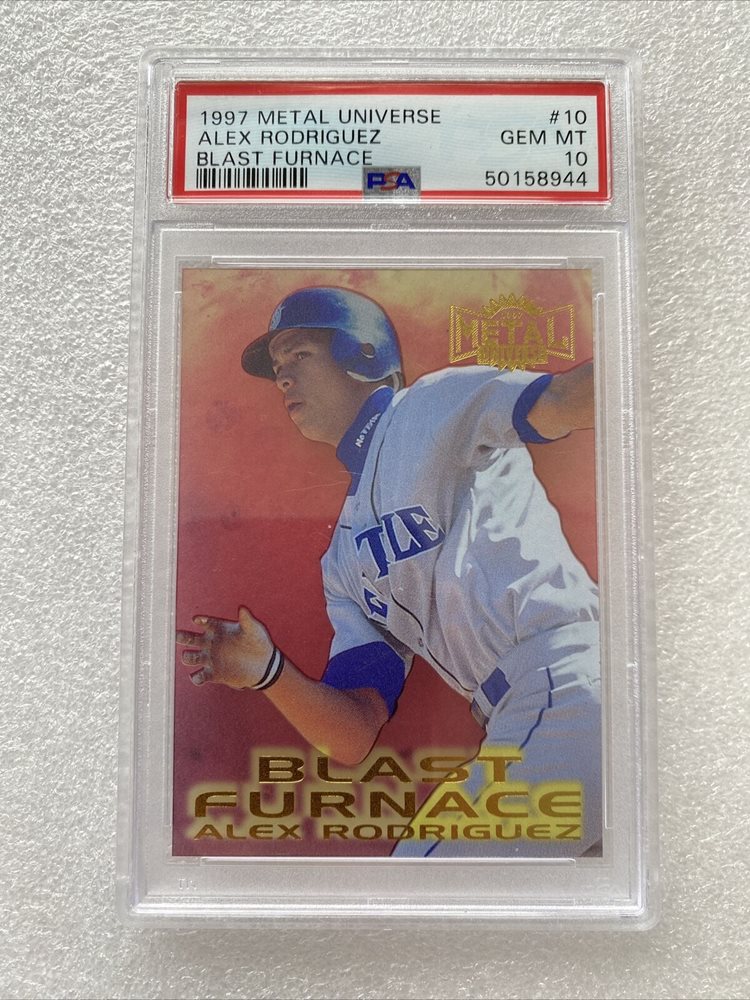 1997 METAL UNIVERSE #10
ALEX RODRIGUEZ GEM MT
BLAST FURNACE 10
PSA 50158944
METAL
UNIVERSE
TLE
BLAST
FURNACE
ALEX RODRIGUEZ